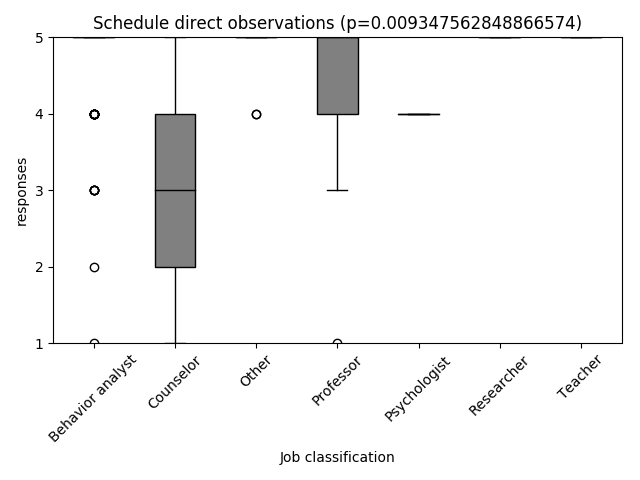 Schedule direct observations (p=0.009347562848866574)
5
4
3
2
1
responses
Behavior analyst
Counselor
Other
Professor
Psychologist
Researcher
Teacher
Job classification